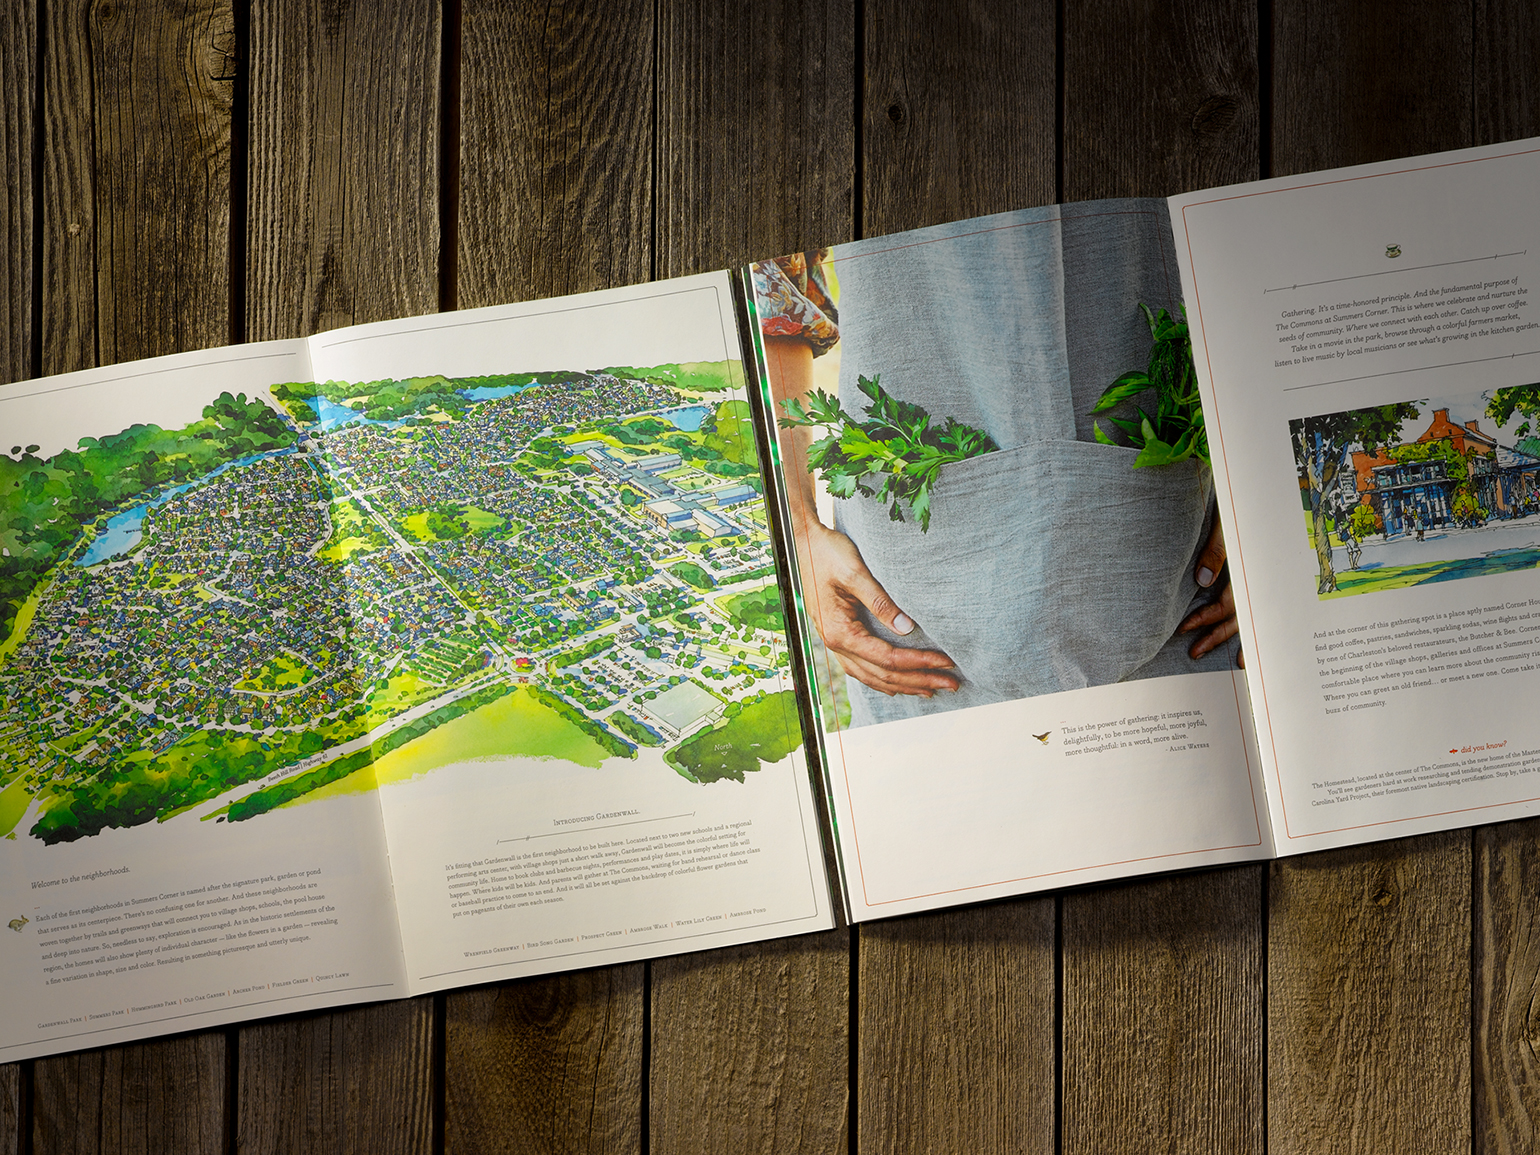 North
Beech Hill Road | Highway 61
Welcome to the neighborhoods.
Each of the first neighborhoods in Summers Corner is named after the signature park, garden or pond
that serves as its centerpiece. There's no confusing one for another. And these neighborhoods are
woven together by trails and greenways that will connect you to village shops, schools, the pool house
and deep into nature. So, needless to say, exploration is encouraged. As in the historic settlements of the
region, the homes will also show plenty of individual character — like the flowers in a garden — revealing
a fine variation in shape, size and color. Resulting in something picturesque and utterly unique.
Gardenwall Park | Summers Park | Hummingbird Park | Old Oak Garden | Archer Pond | Fielder Green | Quincy Lawn
Introducing Gardenwall.
It's fitting that Gardenwall is the first neighborhood to be built here. Located next to two new schools and a regional
performing arts center, with village shops just a short walk away, Gardenwall will become the colorful setting for
community life. Home to book clubs and barbecue nights, performances and play dates, it is simply where life will
happen. Where kids will be kids. And parents will gather at The Commons, waiting for band rehearsal or dance class
or baseball practice to come to an end. And it will all be set against the backdrop of colorful flower gardens that
put on pageants of their own each season.
Greenway | Bird Song Garden | Prospect Green | Ambrose Walk | Water Lily Green | Ambrose Pond
This is the power of gathering: it inspires us,
delightfully, to be more hopeful, more joyful,
more thoughtful: in a word, more alive.
- Alice Waters
Gathering. It's a time-honored principle. And the fundamental purpose of
The Commons at Summers Corner. This is where we celebrate and nurture the
seeds of community. Where we connect with each other. Catch up over coffee.
Take in a movie in the park, browse through a colorful farmers market,
listen to live music by local musicians or see what's growing in the kitchen garden
And at the corner of this gathering spot is a place aptly named Corner Hou
find good coffee, pastries, sandwiches, sparkling sodas, wine flights and cra
by one of Charleston's beloved restaurateurs, the Butcher & Bee. Corner
the beginning of the village shops, galleries and offices at Summers
comfortable place where you can learn more about the community
Where you can greet an old friend... or meet a new one. Come take
buzz of community.
did you know?
The Homestead, located at the center of The Commons, is the new home of the Master
You'll see gardeners hard at work researching and tending demonstration garden
Carolina Yard Project, their foremost native landscaping certification. Stop by, take a